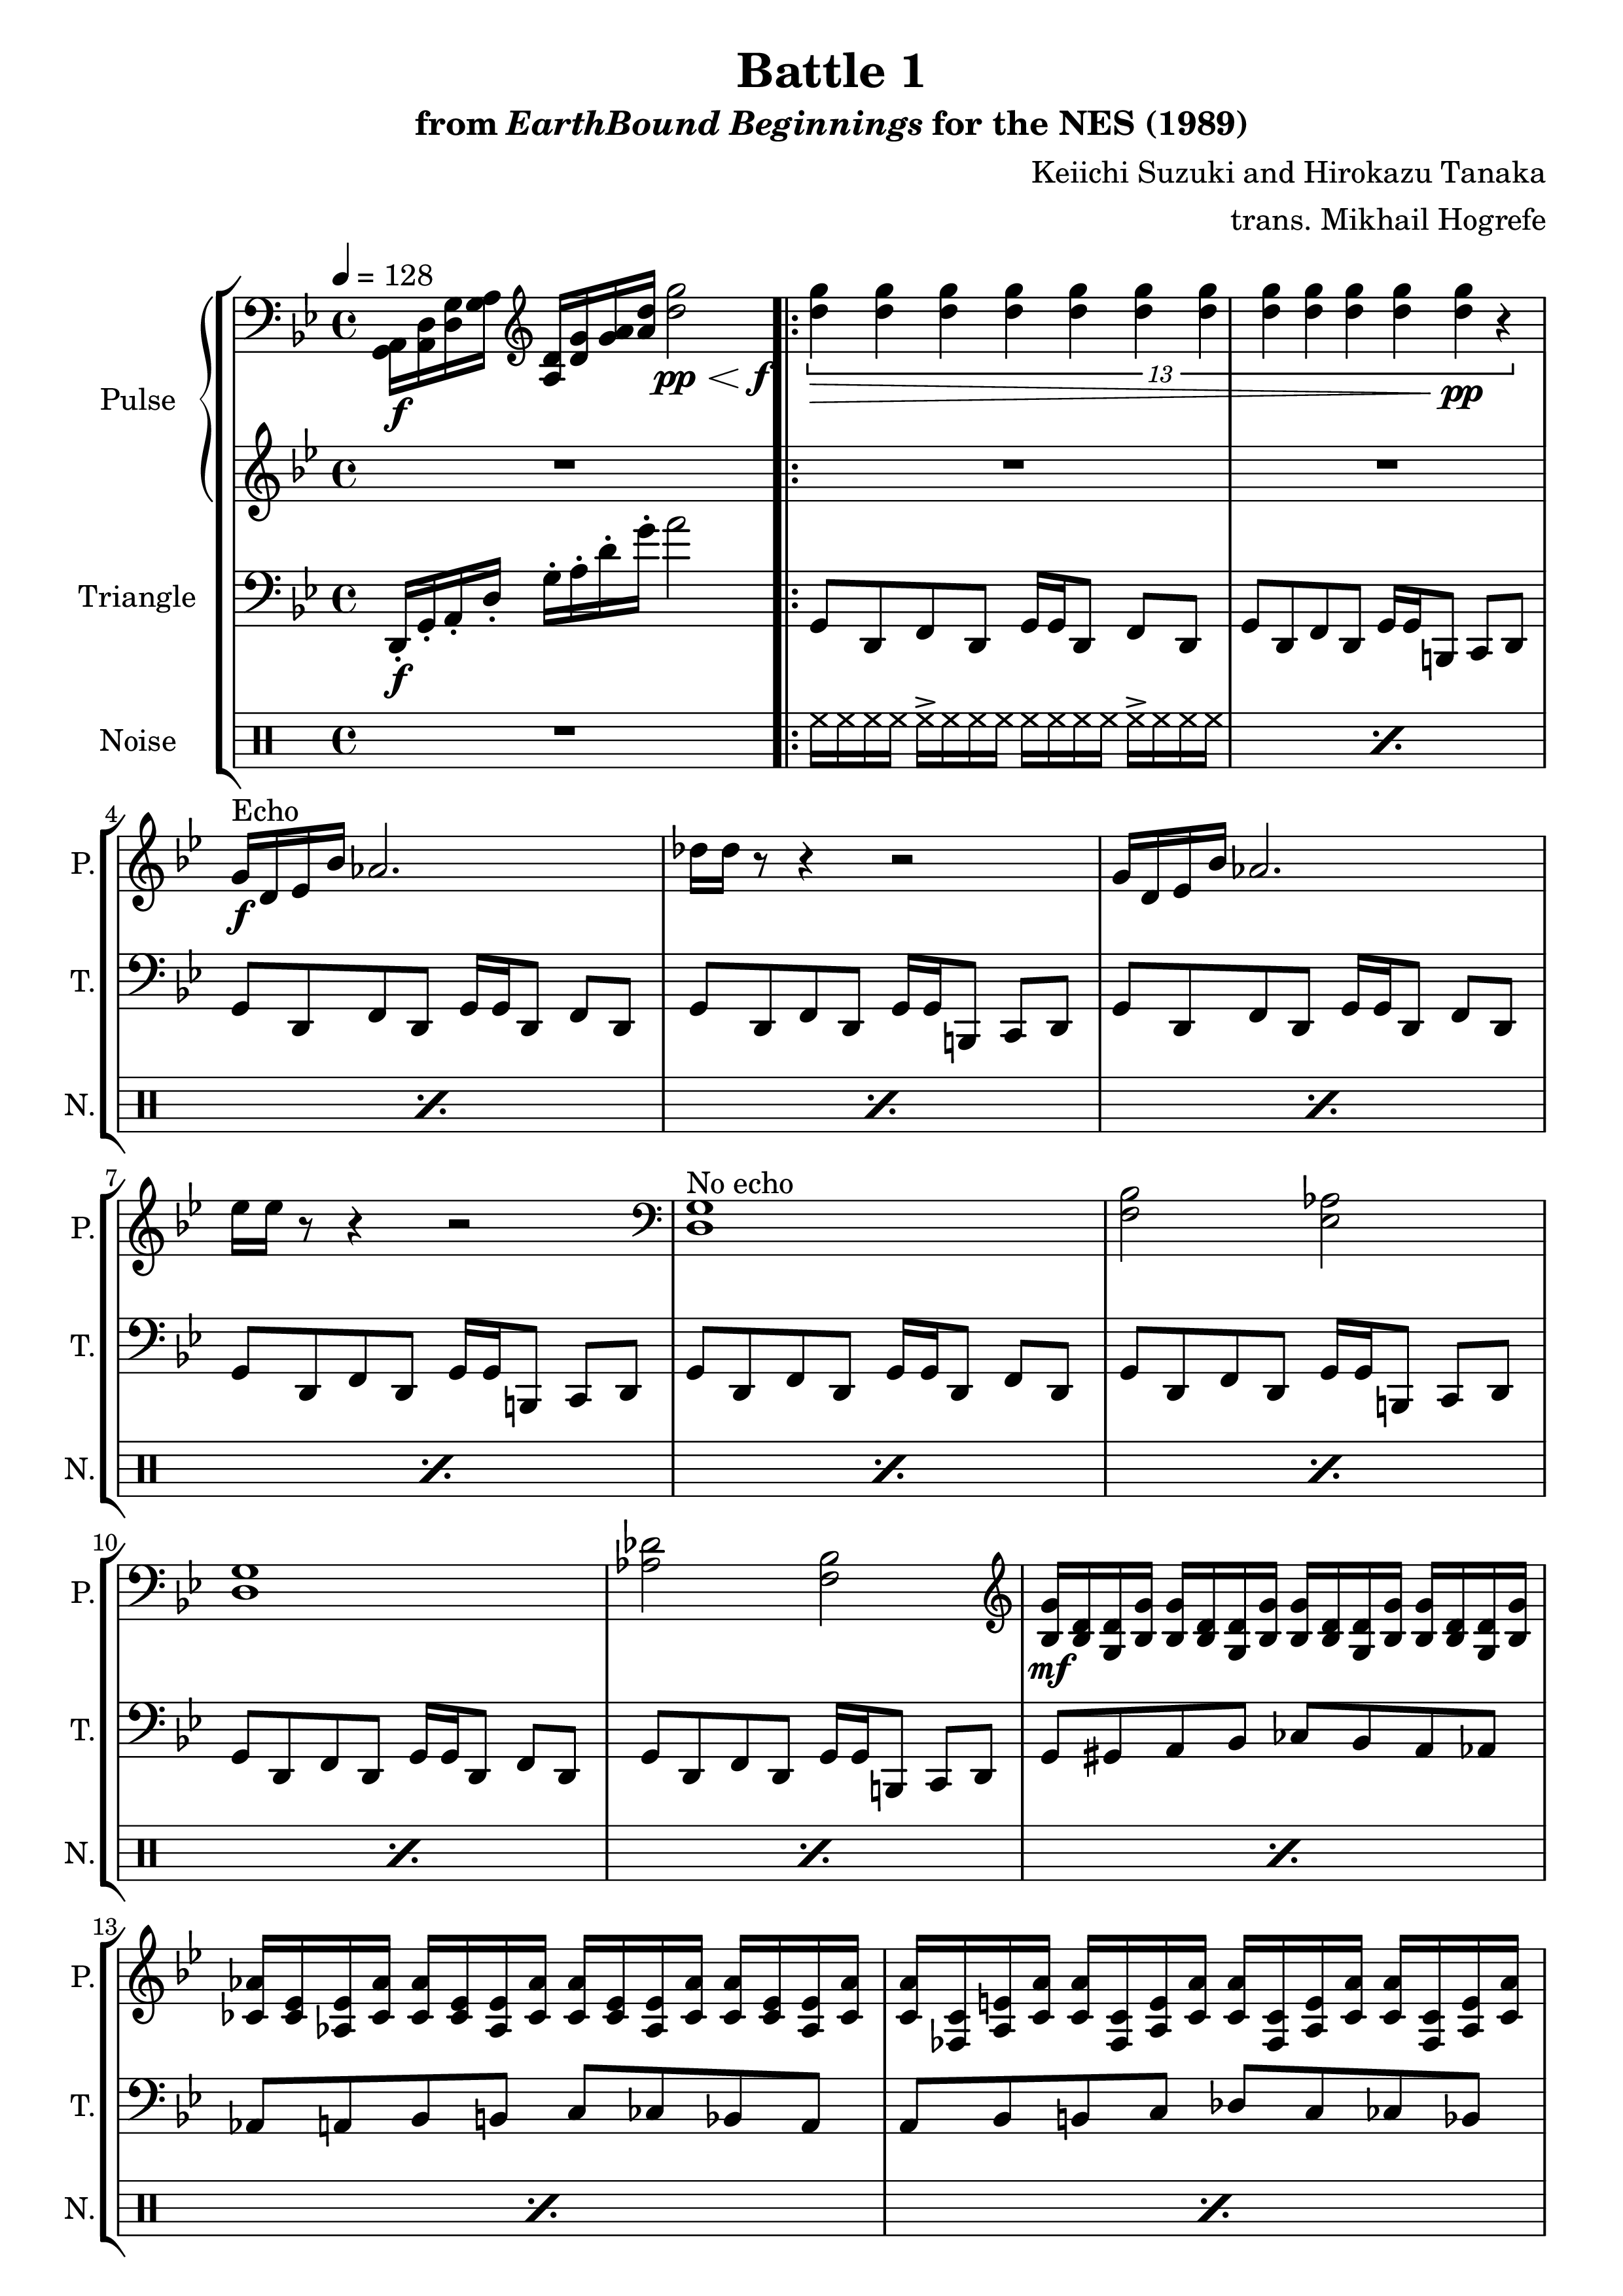 Battle 1
from EarthBound Beginnings for the NES (1989)
Keiichi Suzuki and Hirokazu Tanaka
trans. Mikhail Hogrefe
= 128
Pulse
f
pp
f
13
pp
Triangle
f
Noise
4
Echo
P.
f
T.
N.
7
No echo
P.
T.
N.
10
P.
mf
T.
N.
13
P.
T.
N.